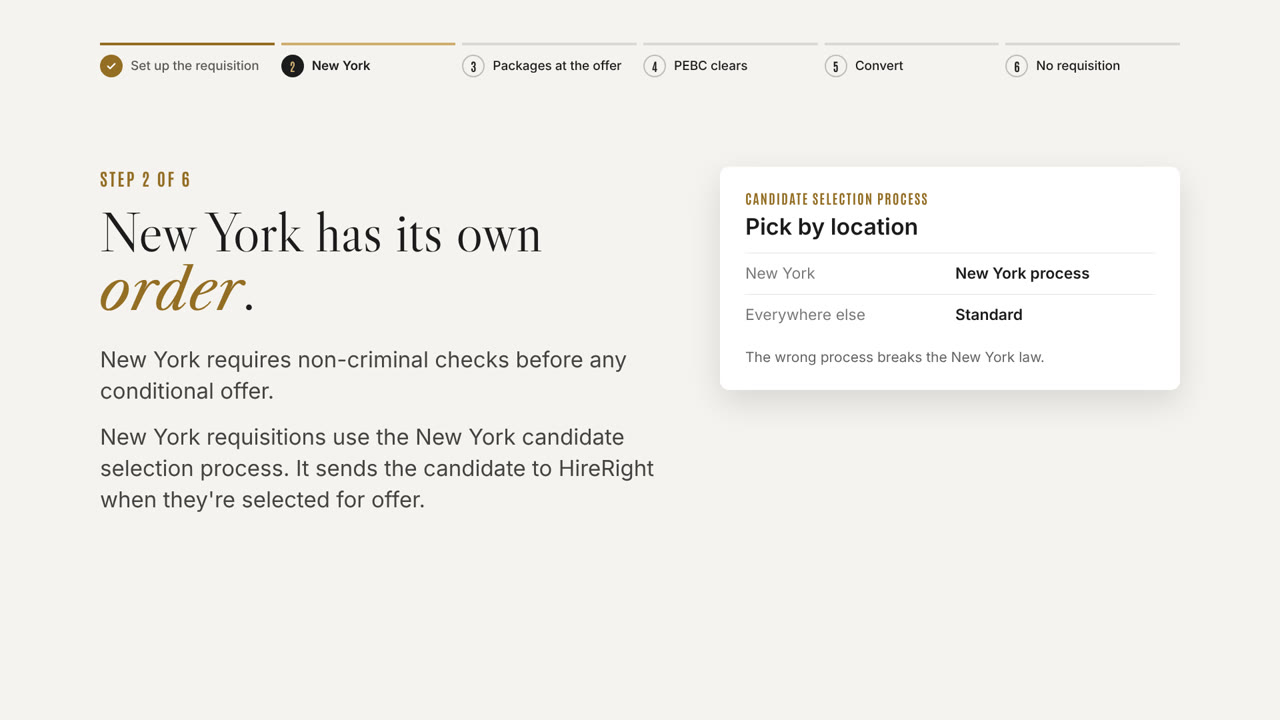 Set up the requisition
2 New York
3 Packages at the offer
4 PEBC clears
5 Convert
6 No requisition
STEP 2 OF 6
New York has its own
order.
New York requires non-criminal checks before any
conditional offer.
New York requisitions use the New York candidate
selection process. It sends the candidate to HireRight
when they're selected for offer.
CANDIDATE SELECTION PROCESS
Pick by location
New York New York process
Everywhere else Standard
The wrong process breaks the New York law.